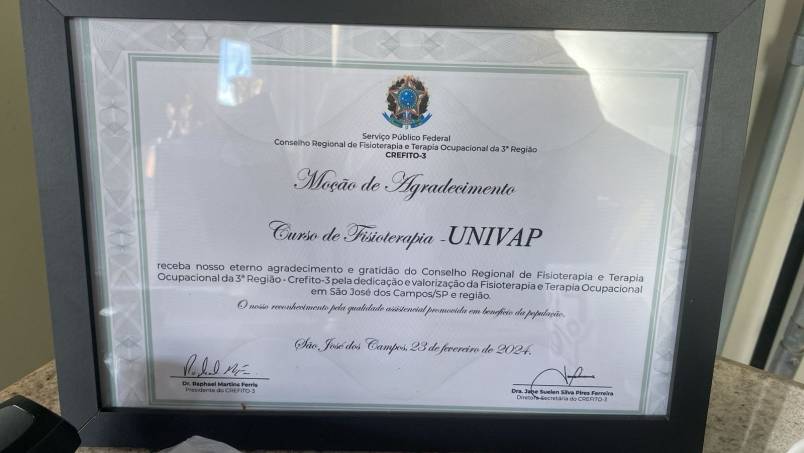 Serviço Público Federal
Conselho Regional de Fisioterapia e Terapia Ocupacional da 3ª Região
CREFITO-3
Moção de Agradecimento
Curso de Fisioterapia - UNIVAP
receba nosso eterno agradecimento e gratidão do Conselho Regional de Fisioterapia e Terapia
Ocupacional da 3ª Região - Crefito-3 pela dedicação e valorização da Fisioterapia e Terapia Ocupacional
em São José dos Campos/SP e região.
O nosso reconhecimento pela qualidade assistencial promovida em benefício da população.
São José dos Campos, 23 de fevereiro de 2024.
Dr. Raphael Martins Ferris
Presidente do CREFITO-3
Dra. Jane Suelen Silva Pires Ferreira
Diretora-Secretária do CREFITO-3